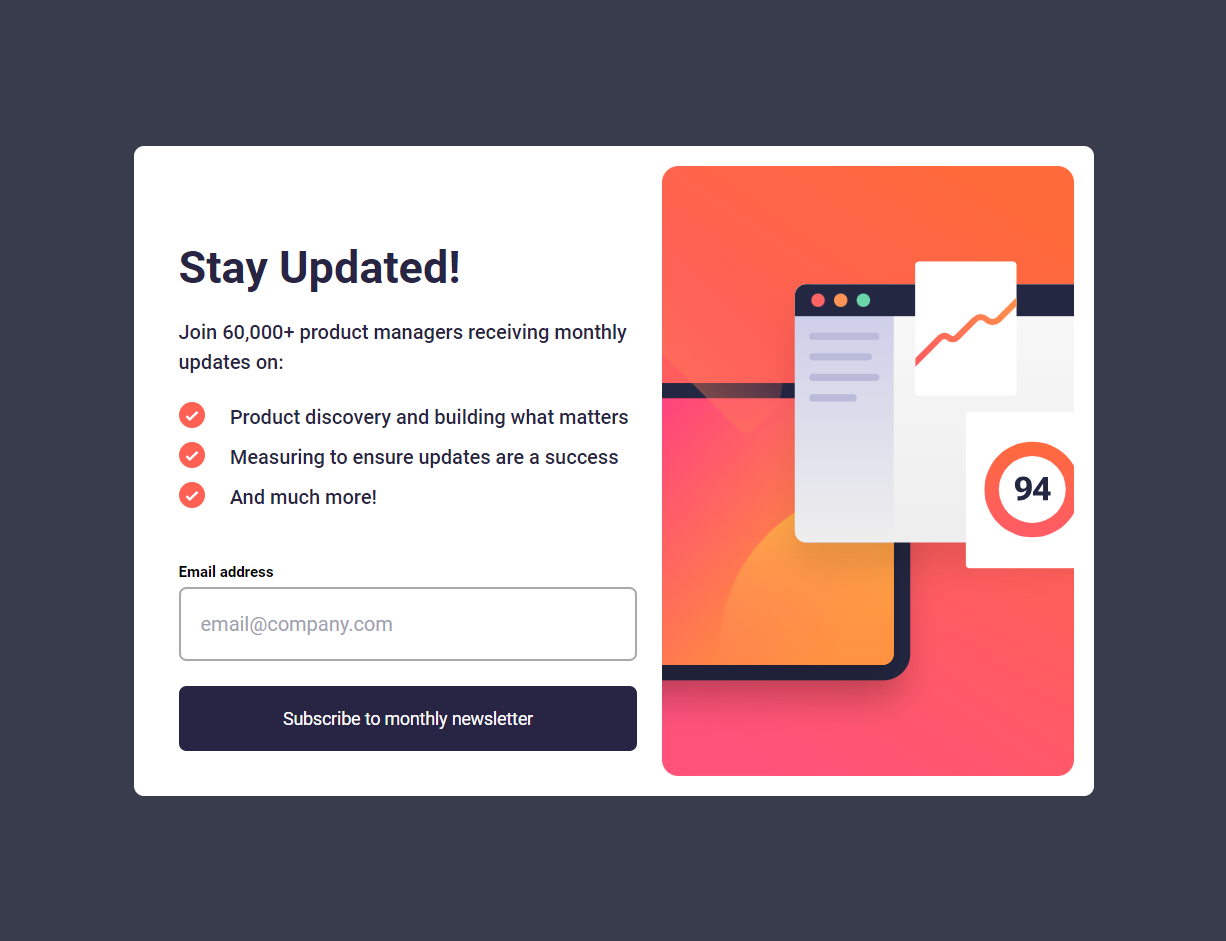 Stay Updated!
Join 60,000+ product managers receiving monthly
updates on:
Product discovery and building what matters
Measuring to ensure updates are a success
And much more!
Email address
email@company.com
Subscribe to monthly newsletter
94